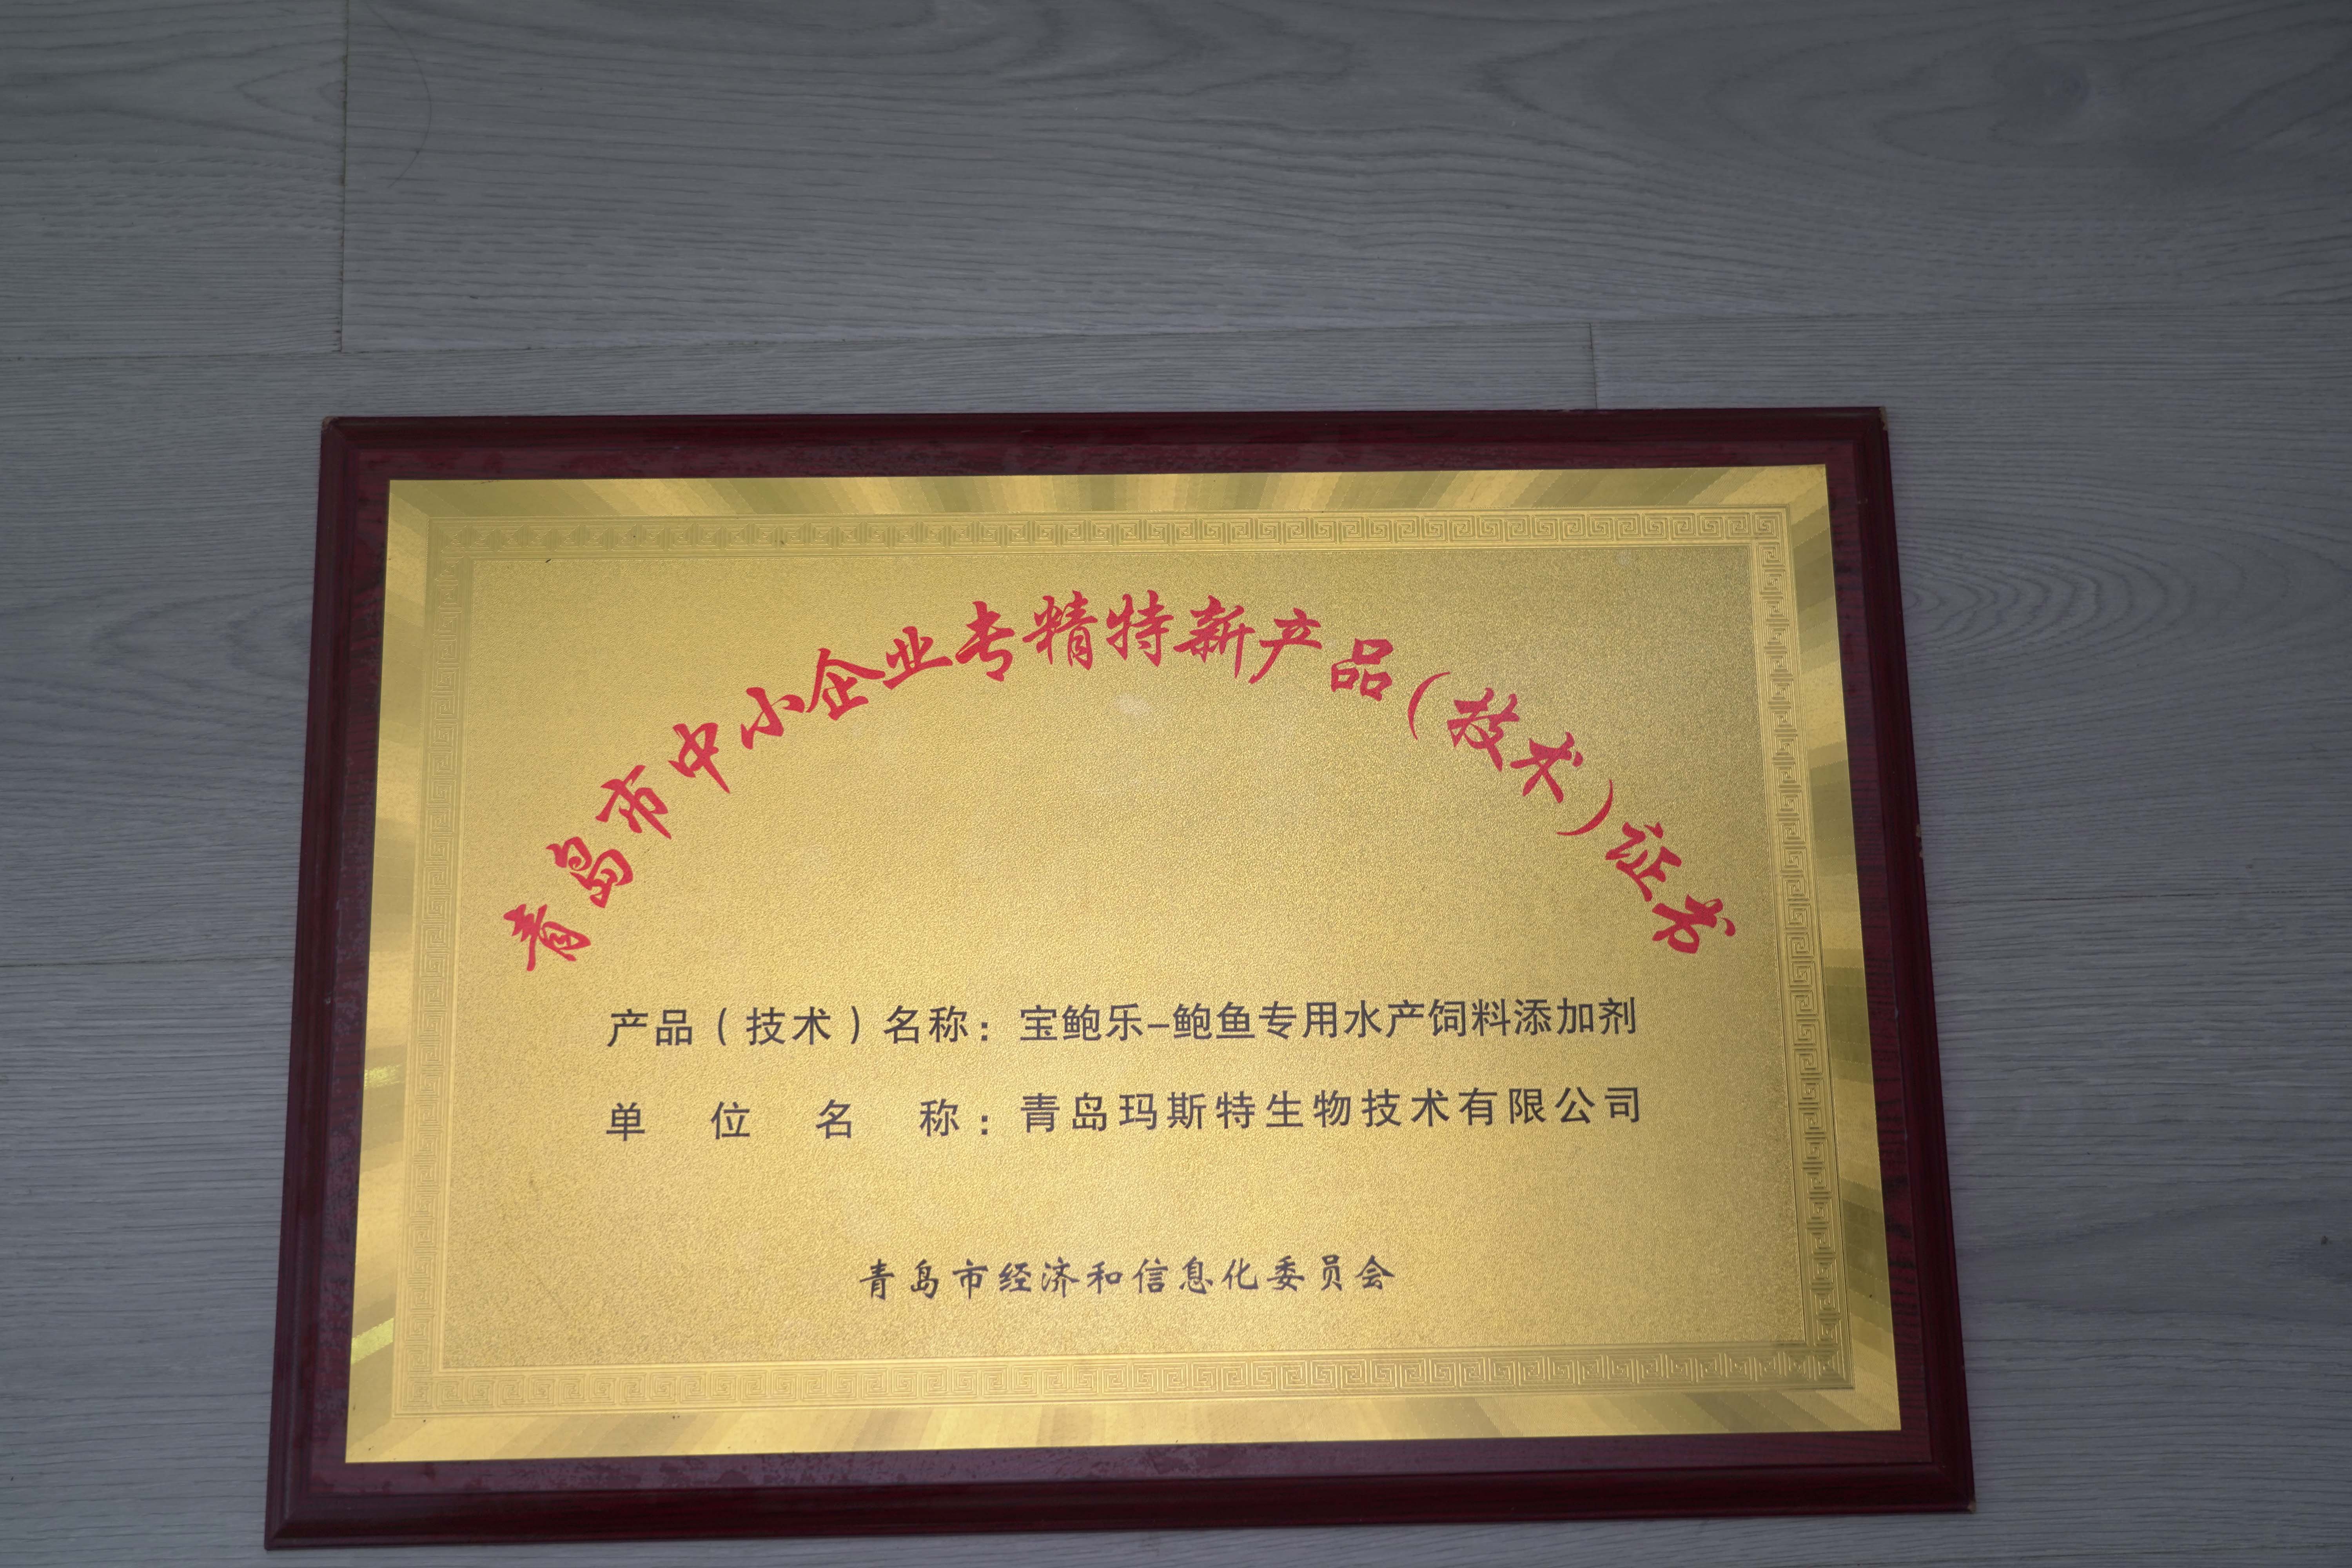 青岛市中小企业专精特新产品（技术）证书
产品（技术）名称：宝鲍乐-鲍鱼专用水产饲料添加剂
单位名称：青岛玛斯特生物技术有限公司
青岛市经济和信息化委员会